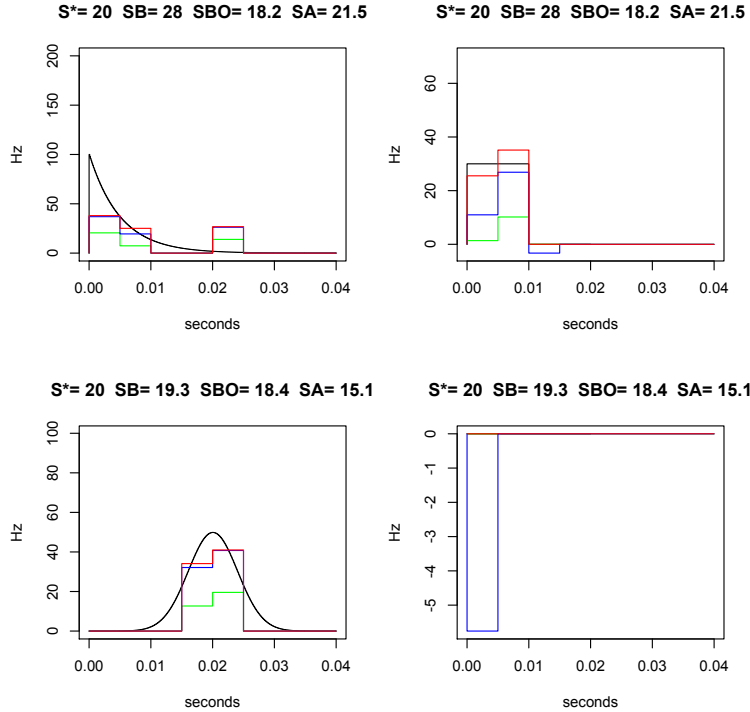 S*= 20 SB= 28 SBO= 18.2 SA= 21.5
Hz
0 50 100 150 200
0.00 0.01 0.02 0.03 0.04
seconds
S*= 20 SB= 28 SBO= 18.2 SA= 21.5
Hz
0 20 40 60
0.00 0.01 0.02 0.03 0.04
seconds
S*= 20 SB= 19.3 SBO= 18.4 SA= 15.1
Hz
0 20 40 60 80 100
0.00 0.01 0.02 0.03 0.04
seconds
S*= 20 SB= 19.3 SBO= 18.4 SA= 15.1
Hz
-5 -4 -3 -2 -1 0
0.00 0.01 0.02 0.03 0.04
seconds